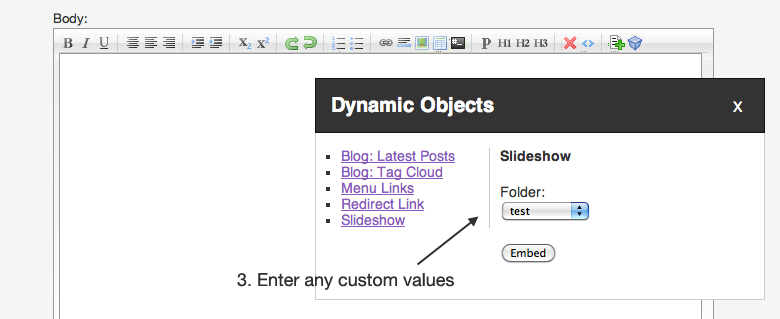 Body:
B I U X2 X2 P H1 H2 H3
Dynamic Objects x
Blog: Latest Posts
Blog: Tag Cloud
Menu Links
Redirect Link
Slideshow
Slideshow
Folder:
test
Embed
3. Enter any custom values